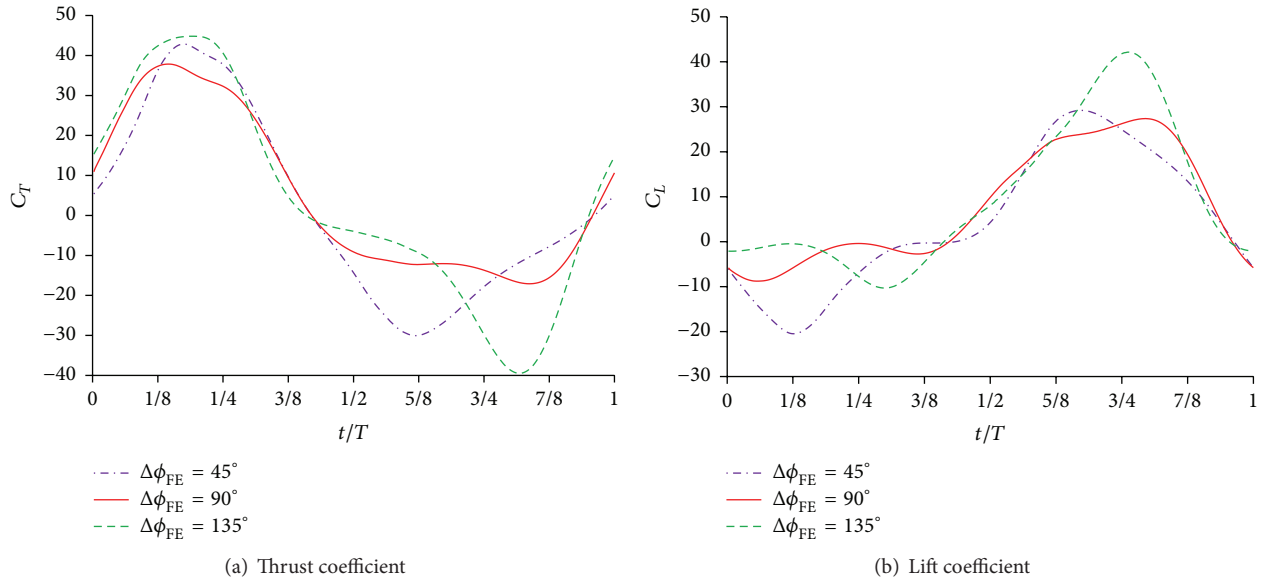 50
40
30
20
10
0
−10
−20
−30
−40
C_T
0 1/8 1/4 3/8 1/2 5/8 3/4 7/8 1
t/T
Δϕ_FE = 45°
Δϕ_FE = 90°
Δϕ_FE = 135°
(a) Thrust coefficient
50
40
30
20
10
0
−10
−20
−30
C_L
0 1/8 1/4 3/8 1/2 5/8 3/4 7/8 1
t/T
Δϕ_FE = 45°
Δϕ_FE = 90°
Δϕ_FE = 135°
(b) Lift coefficient